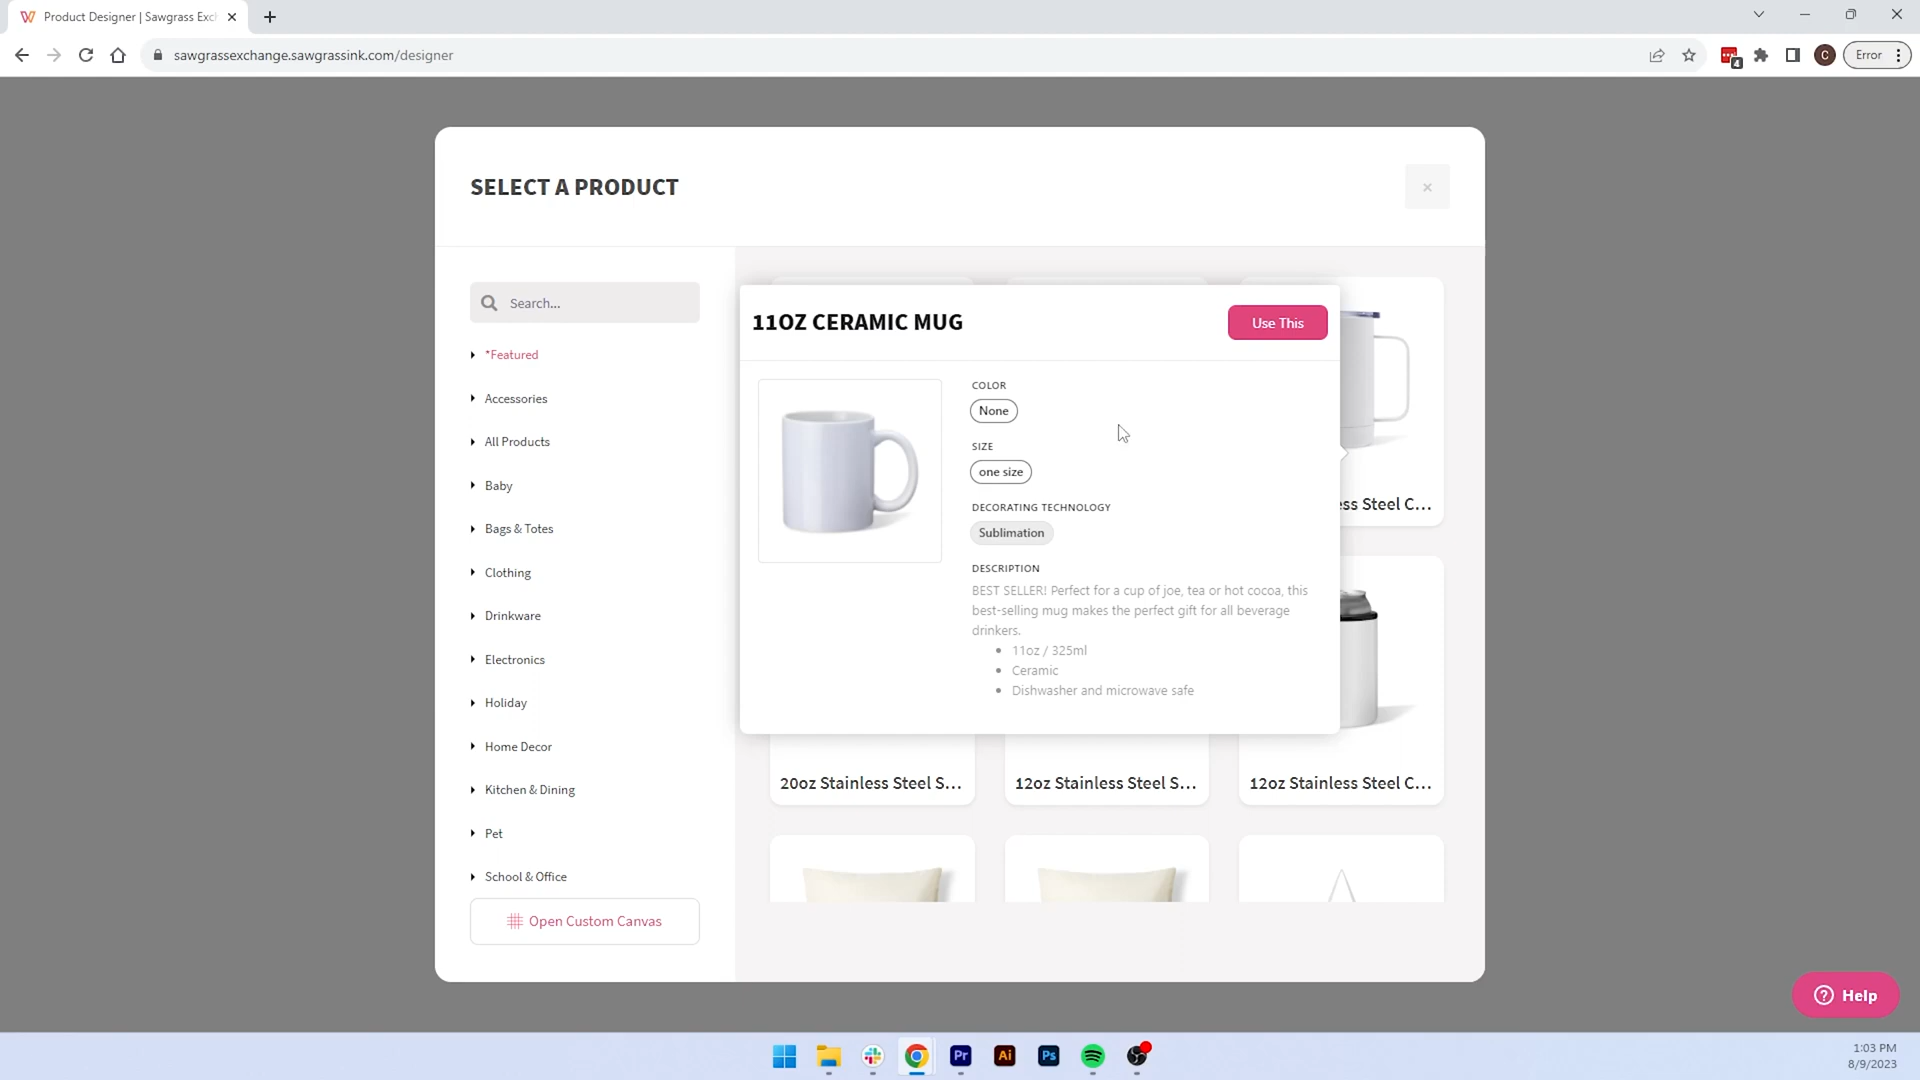 Product Designer | Sawgrass Exc
sawgrassexchange.sawgrassink.com/designer
4
C
Error
SELECT A PRODUCT
×
Search...
*Featured
Accessories
All Products
Baby
Bags & Totes
Clothing
Drinkware
Electronics
Holiday
Home Decor
Kitchen & Dining
Pet
School & Office
Open Custom Canvas
11OZ CERAMIC MUG
Use This
COLOR
None
SIZE
one size
DECORATING TECHNOLOGY
Sublimation
DESCRIPTION
BEST SELLER! Perfect for a cup of joe, tea or hot cocoa, this
best-selling mug makes the perfect gift for all beverage
drinkers.
• 11oz / 325ml
• Ceramic
• Dishwasher and microwave safe
ss Steel C...
20oz Stainless Steel S...
12oz Stainless Steel S...
12oz Stainless Steel C...
Help
Pr
Ai
Ps
1:03 PM
8/9/2023